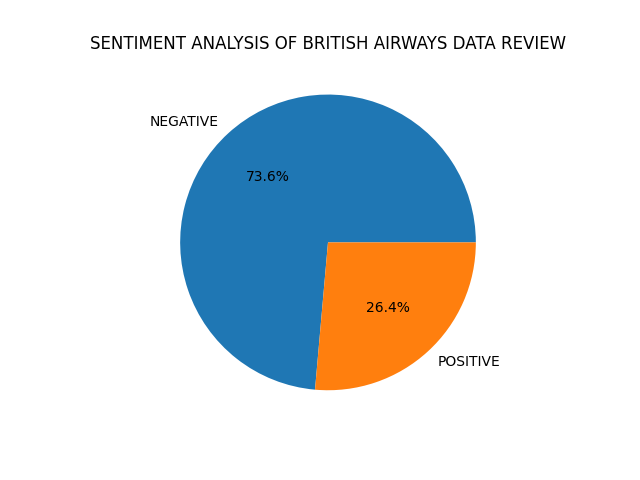 SENTIMENT ANALYSIS OF BRITISH AIRWAYS DATA REVIEW
NEGATIVE
73.6%
26.4%
POSITIVE